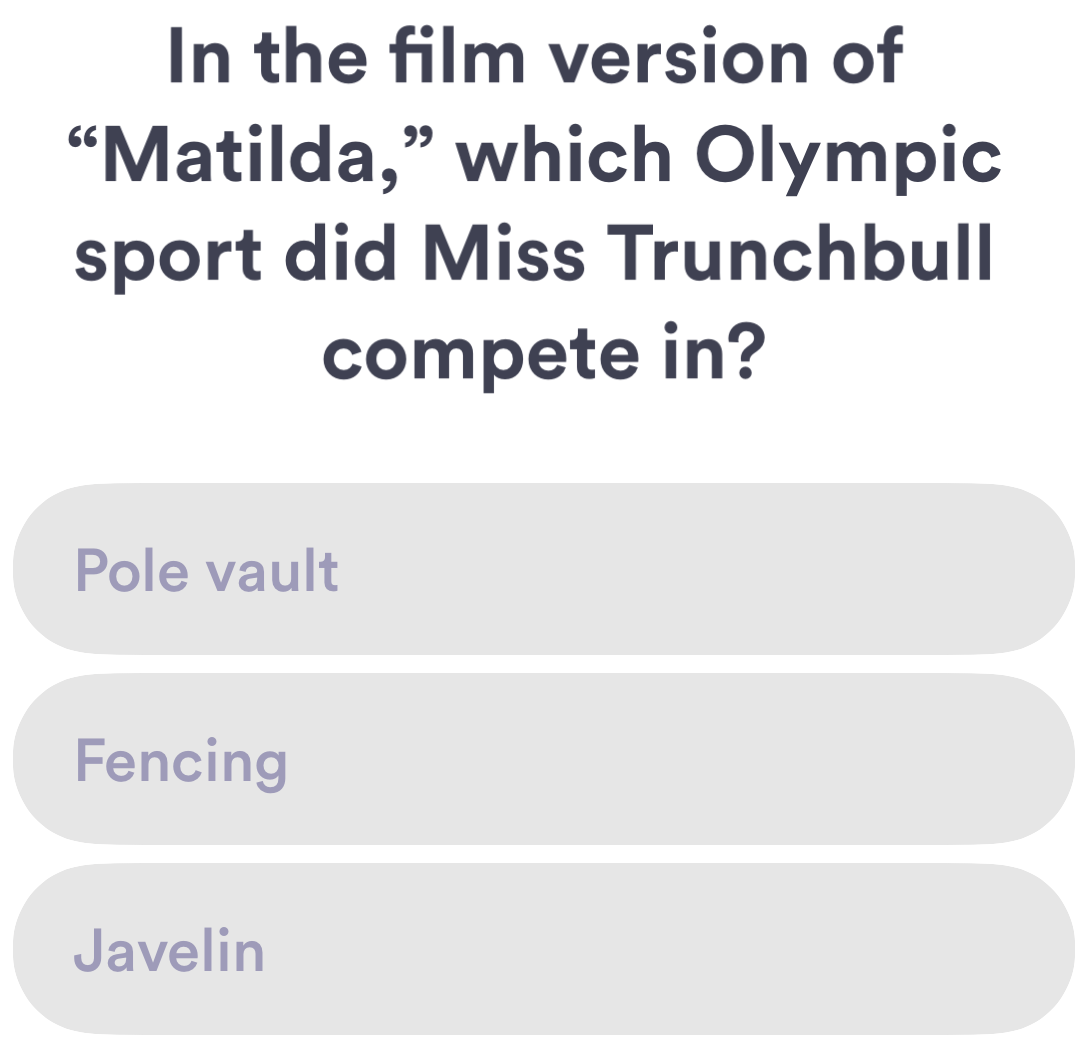 In the film version of
“Matilda,” which Olympic
sport did Miss Trunchbull
compete in?
Pole vault
Fencing
Javelin